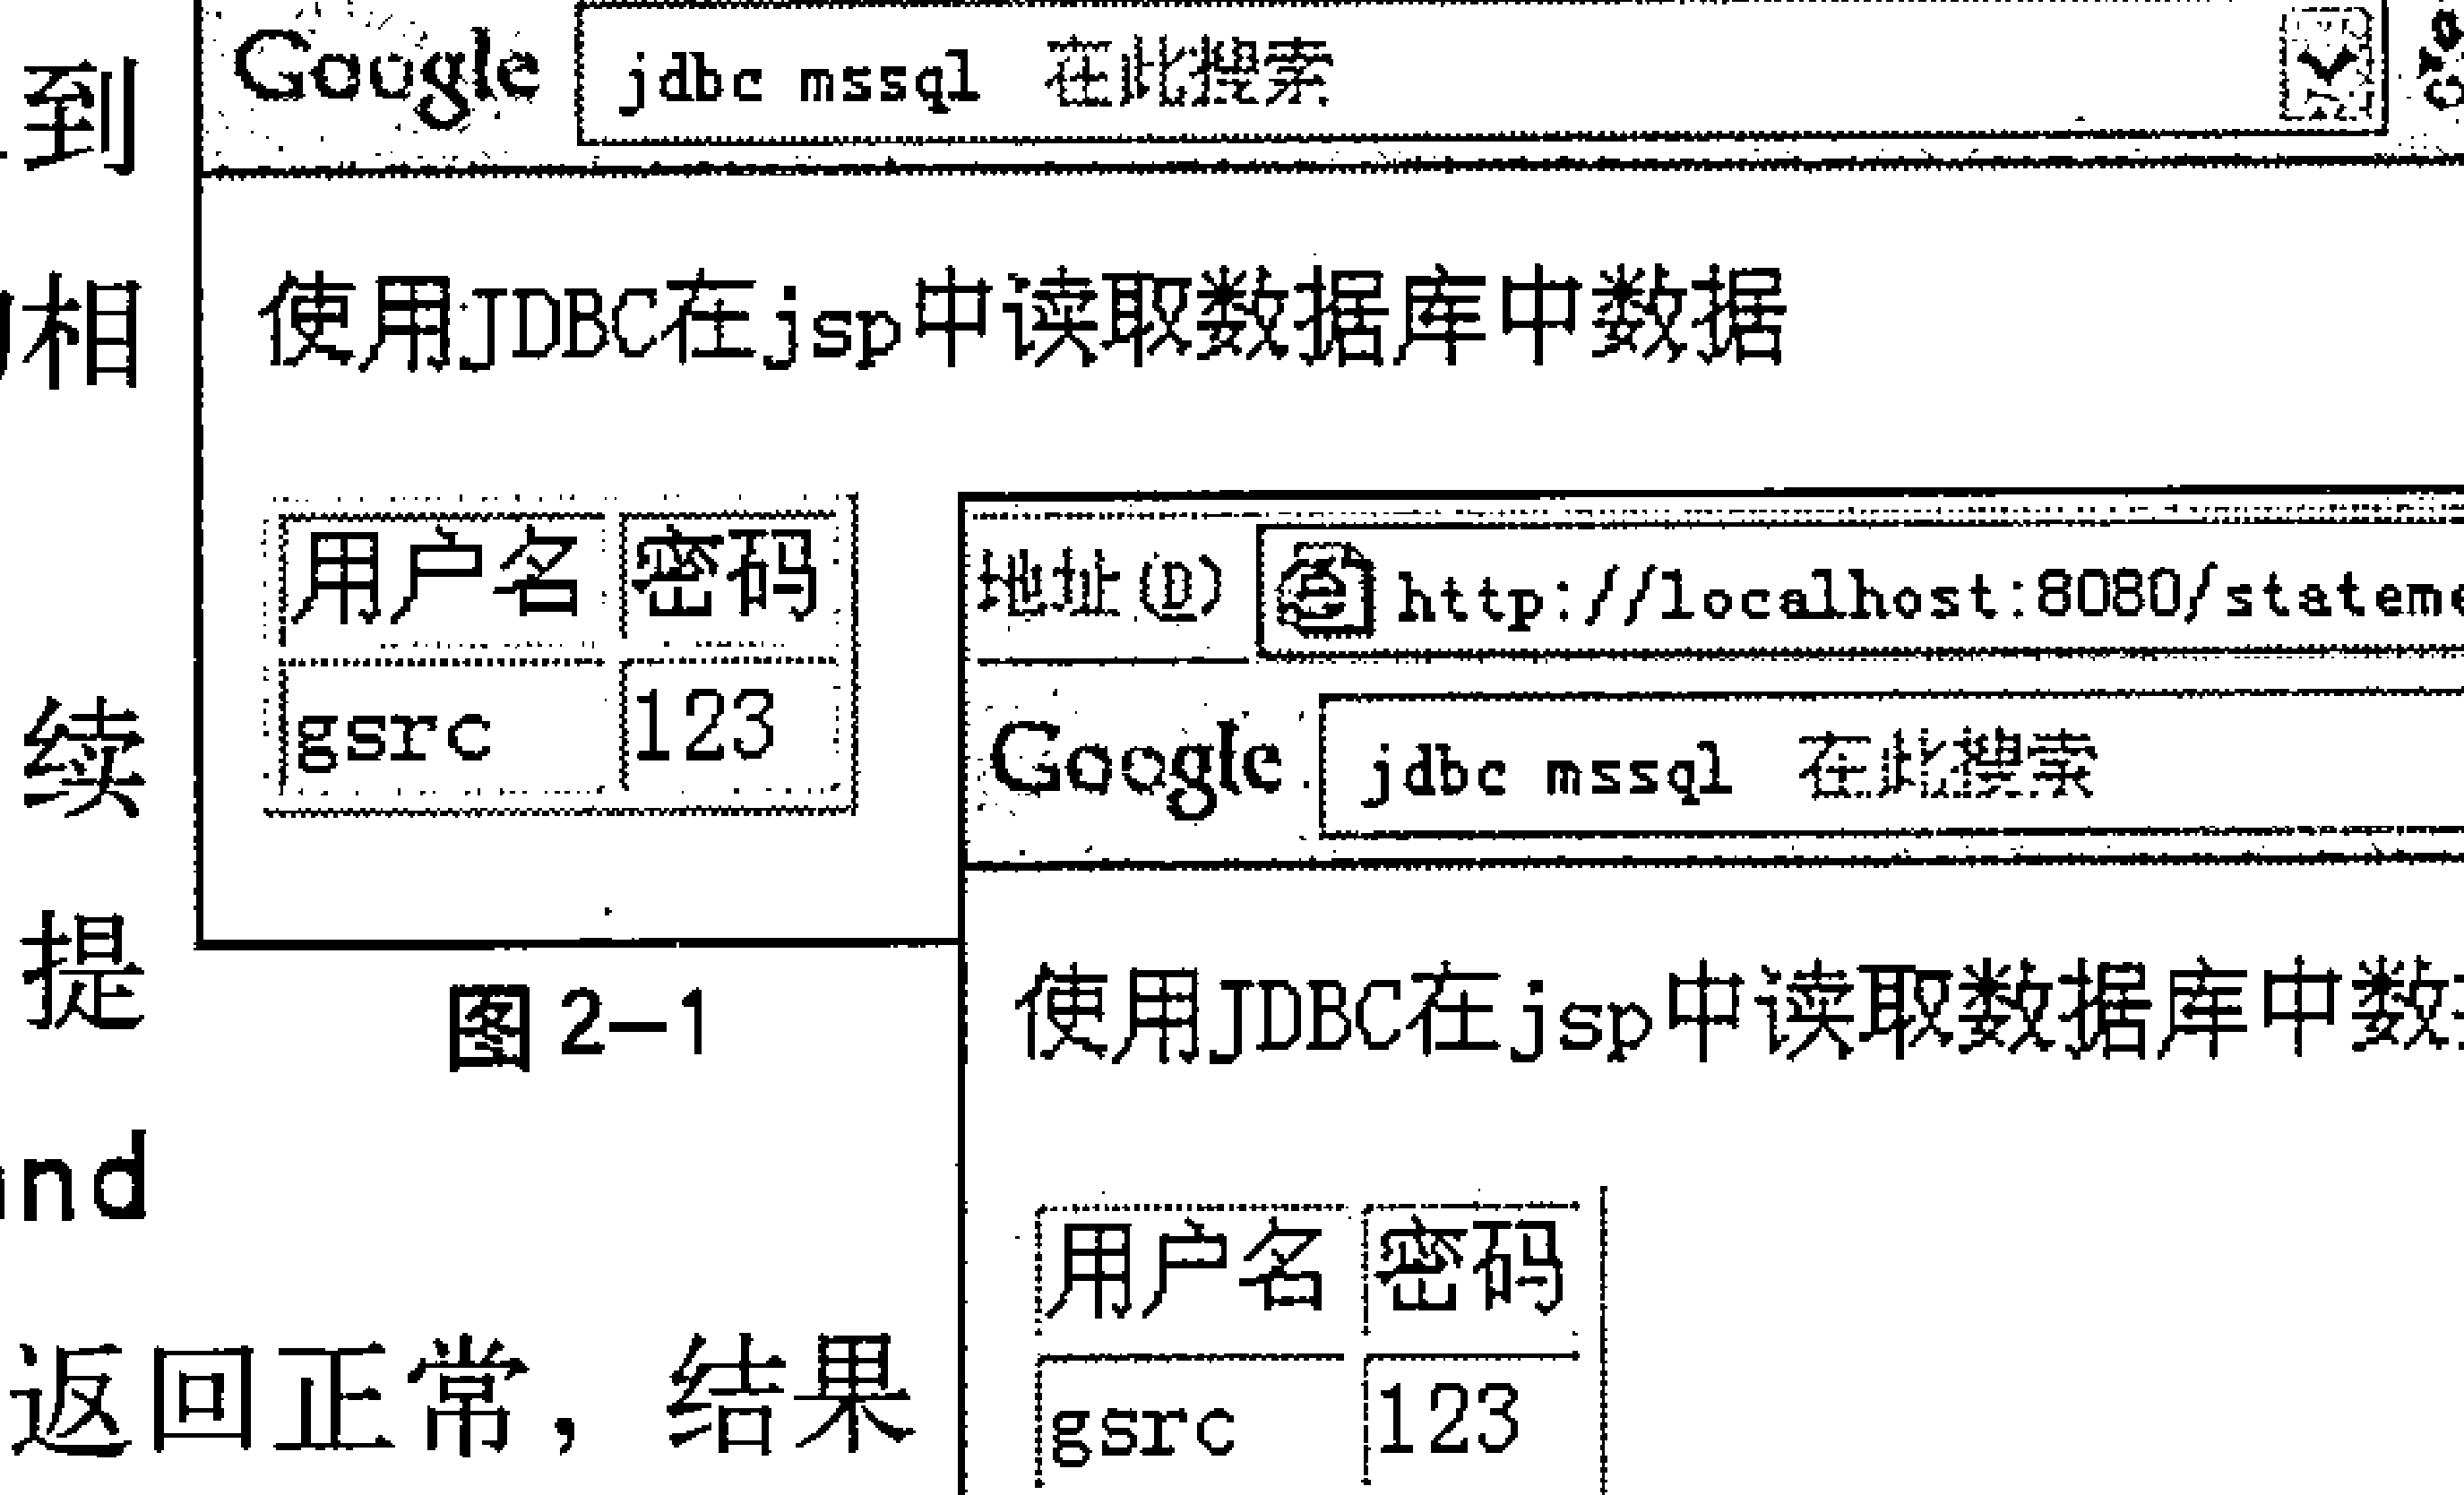 到
Google jdbc mssql 在此搜索
相
使用JDBC在jsp中读取数据库中数据
用户名 密码
gsrc 123
图2-1
续
提
nd
返回正常，结果
地址(D) http://localhost:8080/stateme
Google jdbc mssql 在此搜索
使用JDBC在jsp中读取数据库中数
用户名 密码
gsrc 123